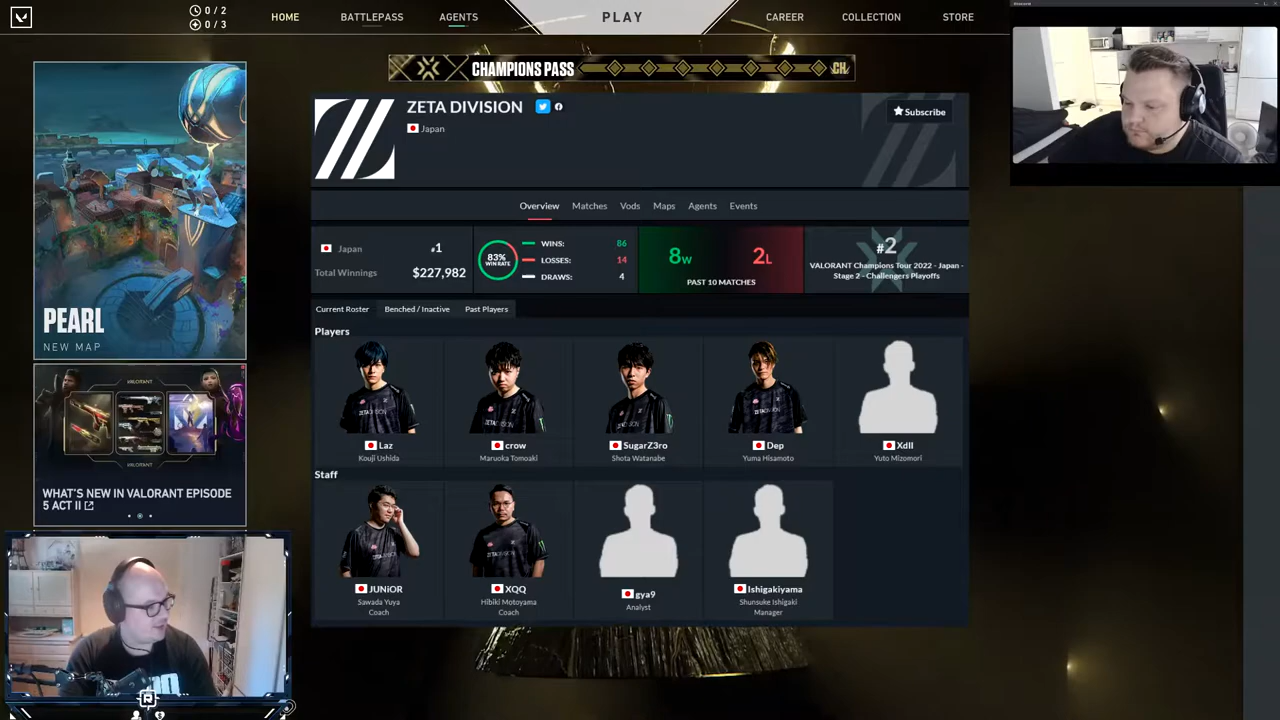 0 / 2
0 / 3
HOME
BATTLEPASS
AGENTS
PLAY
CAREER
COLLECTION
STORE
CHAMPIONS PASS
CH
PEARL
NEW MAP
VALORANT
VALORANT
WHAT'S NEW IN VALORANT EPISODE
5 ACT II
ZETA DIVISION
Japan
Subscribe
Overview
Matches
Vods
Maps
Agents
Events
Japan
#1
Total Winnings
$227,982
83%
WIN RATE
WINS: 86
LOSSES: 14
DRAWS: 4
8W
2L
PAST 10 MATCHES
#2
VALORANT Champions Tour 2022 - Japan -
Stage 2 - Challengers Playoffs
Current Roster
Benched / Inactive
Past Players
Players
Laz
Kouji Ushida
crow
Maruoka Tomoaki
SugarZ3ro
Shota Watanabe
Dep
Yuma Hisamoto
Xdll
Yuto Mizomori
Staff
JUNiOR
Sawada Yuya
Coach
XQQ
Hibiki Motoyama
Coach
gya9
Analyst
Ishigakiyama
Shunsuke Ishigaki
Manager